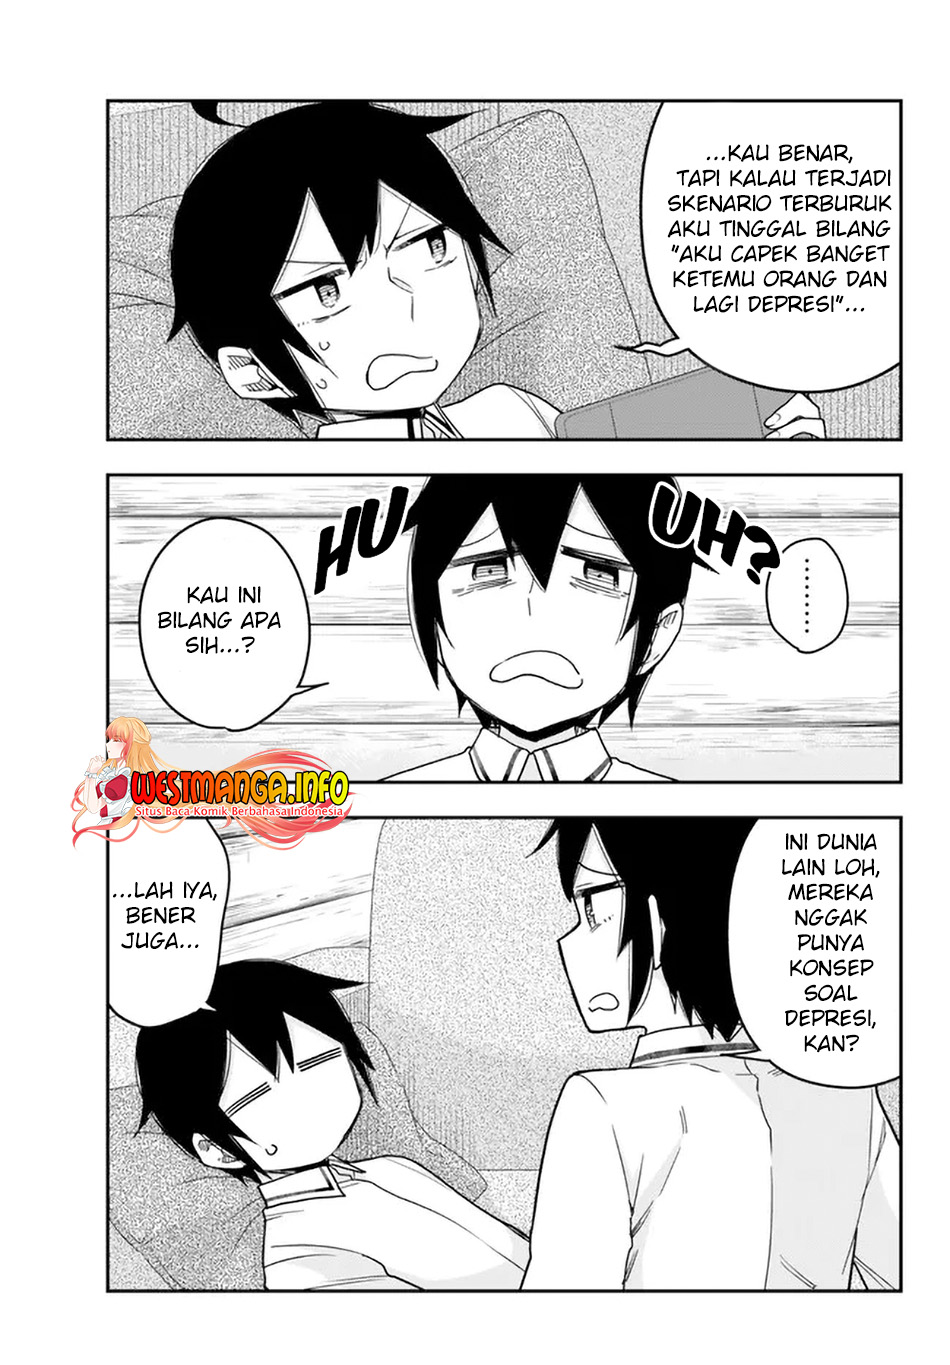 ...KAU BENAR,
TAPI KALAU TERJADI
SKENARIO TERBURUK
AKU TINGGAL BILANG
"AKU CAPEK BANGET
KETEMU ORANG DAN
LAGI DEPRESI"...
HUUH?
.........
KAU INI
BILANG APA
SIH...?
WESTMANGA.INFO
Situs Baca Komik Berbahasa Indonesia
INI DUNIA
LAIN LOH,
MEREKA
NGGAK
PUNYA
KONSEP
SOAL
DEPRESI,
KAN?
...LAH IYA,
BENER
JUGA...